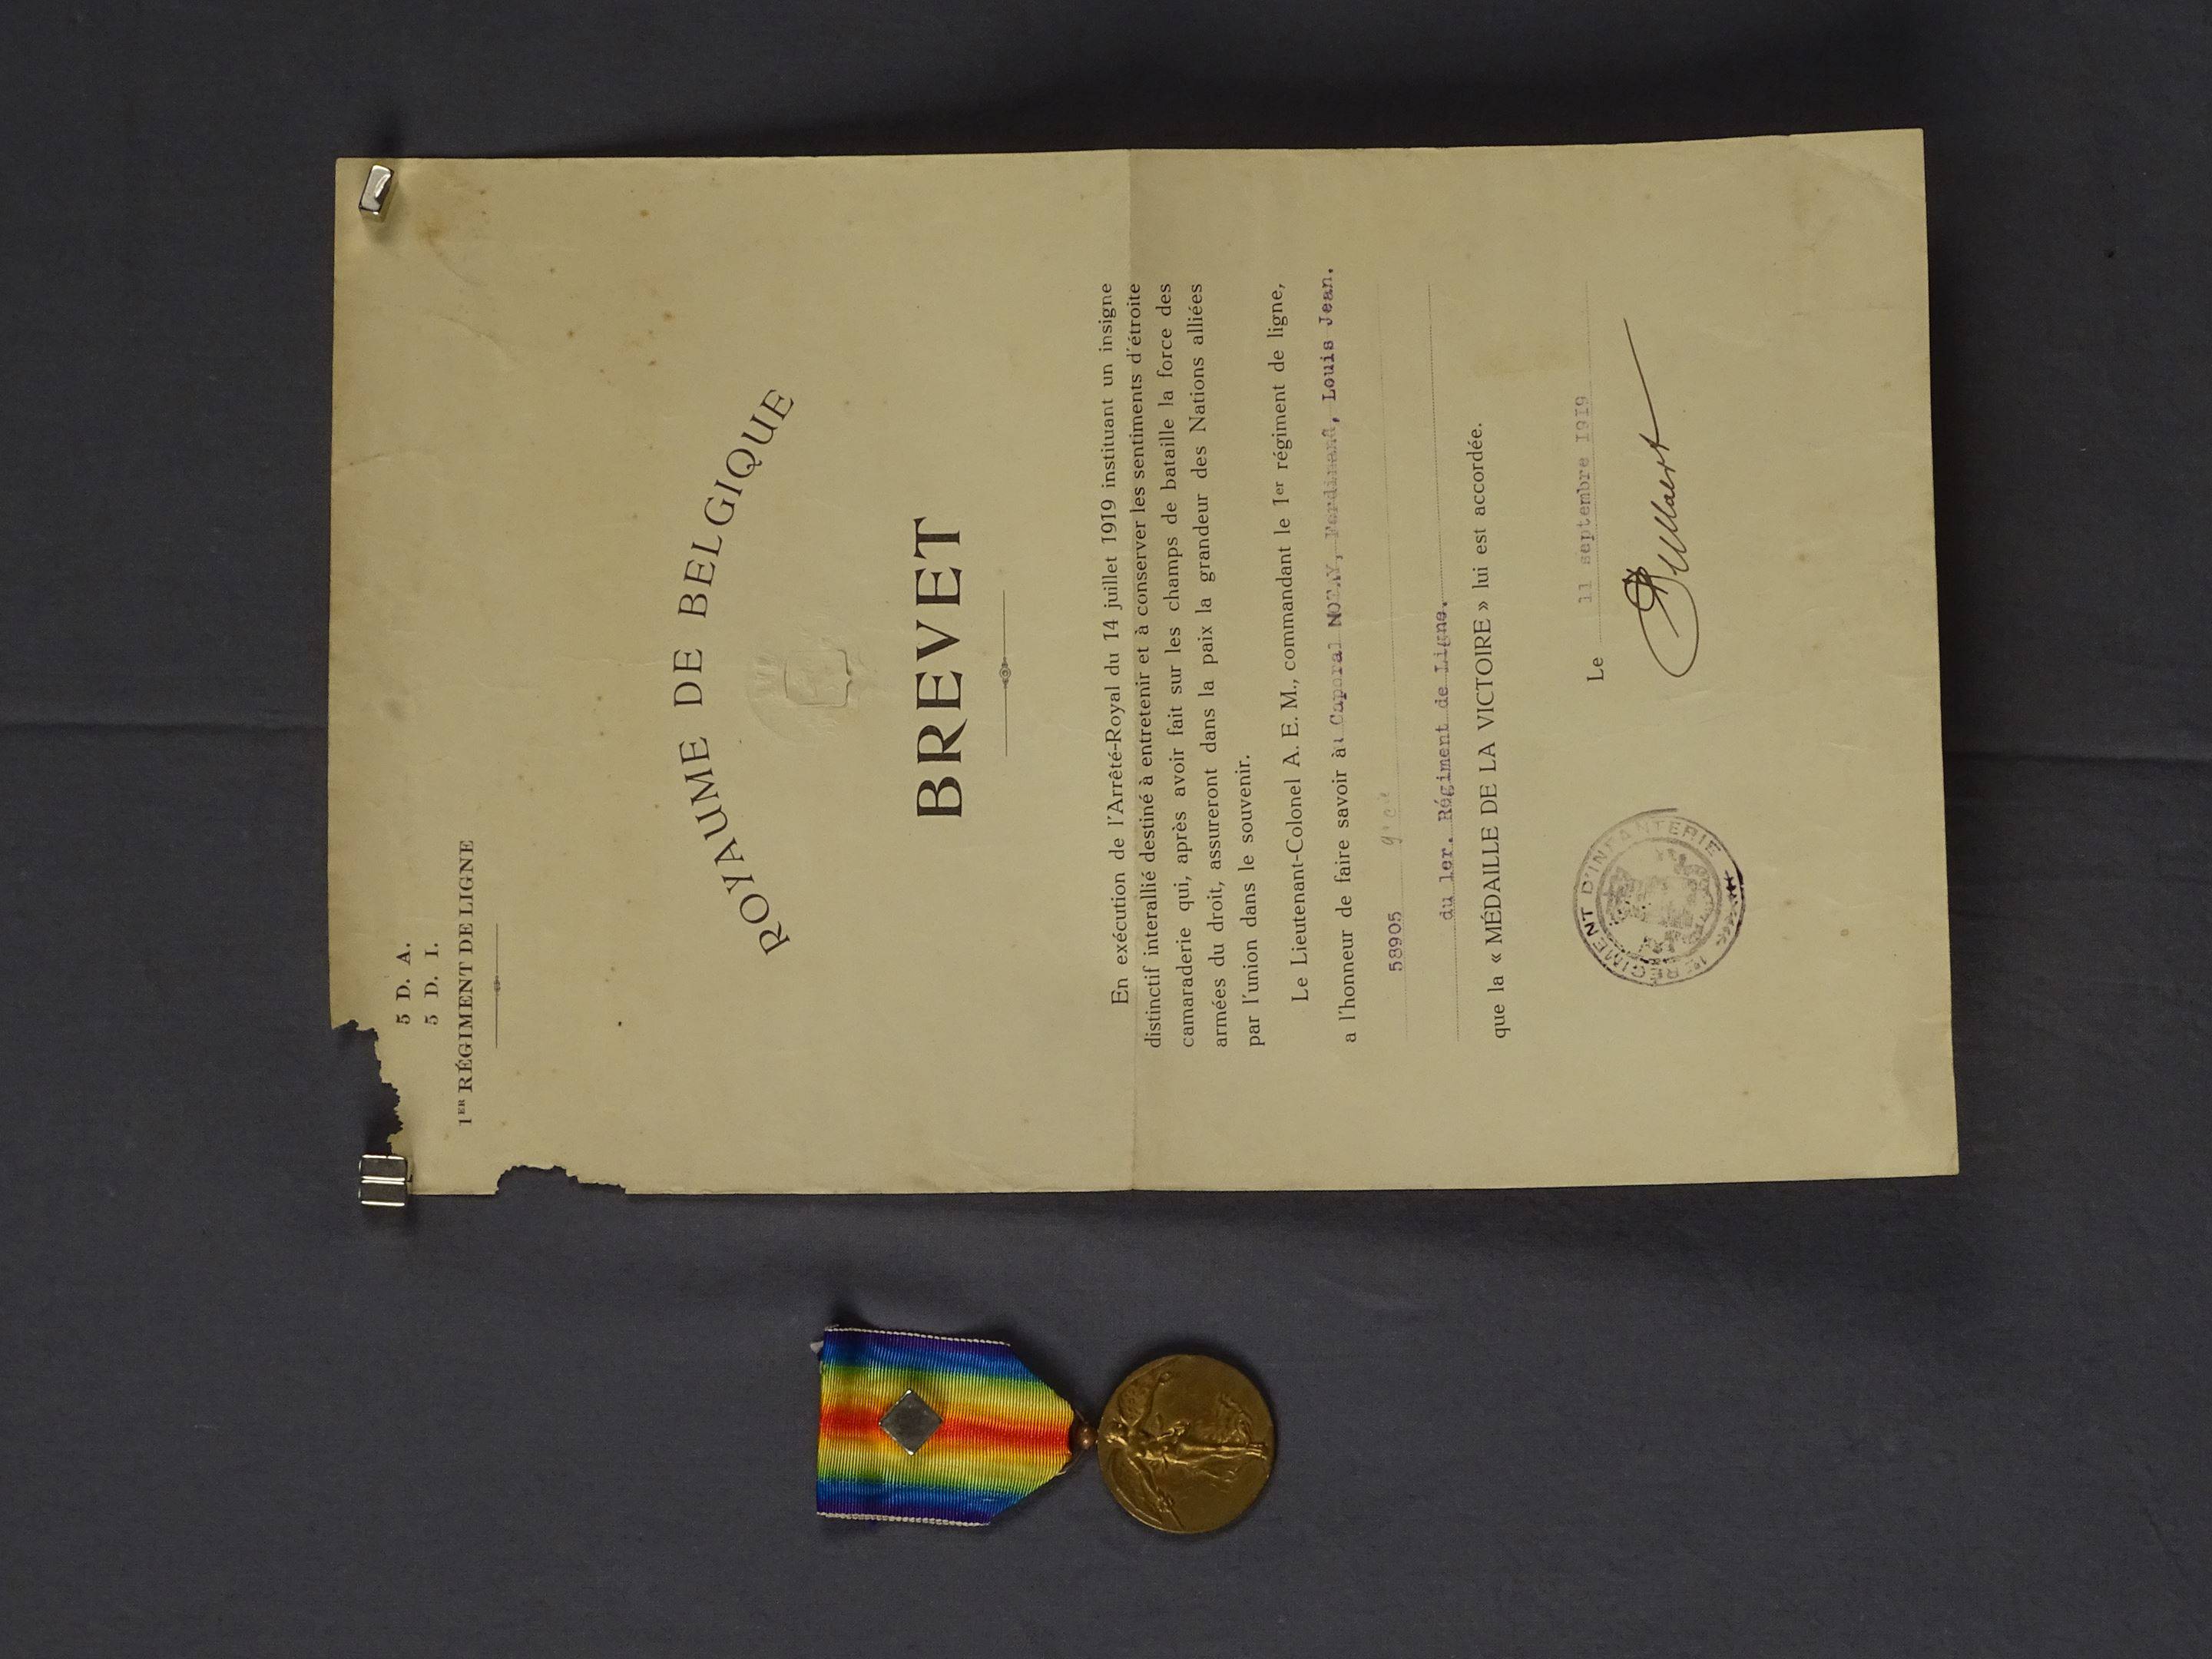 5 D. A.
5 D. I.
1ER RÉGIMENT DE LIGNE
ROYAUME DE BELGIQUE
BREVET
En exécution de l'Arrêté-Royal du 14 juillet 1919 instituant un insigne
distinctif interallié destiné à entretenir et à conserver les sentiments d'étroite
camaraderie qui, après avoir fait sur les champs de bataille la force des
armées du droit, assureront dans la paix la grandeur des Nations alliées
par l'union dans le souvenir.
Le Lieutenant-Colonel A. E. M., commandant le 1er régiment de ligne,
a l'honneur de faire savoir à Caporal Ferdinand, Louis Jean.
58905
du 1er. Régiment de Ligne.
que la « MÉDAILLE DE LA VICTOIRE » lui est accordée.
Le 11 septembre 1919
1er RÉGIMENT D'INFANTERIE